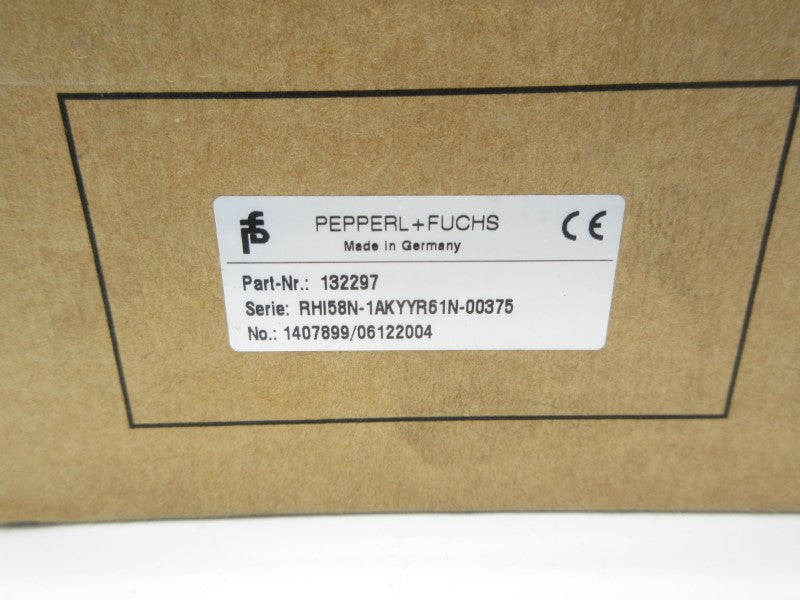 PEPPERL+FUCHS
Made in Germany
CE
Part-Nr.: 132297
Serie: RHI58N-1AKYYR61N-00375
No.: 1407899/06122004